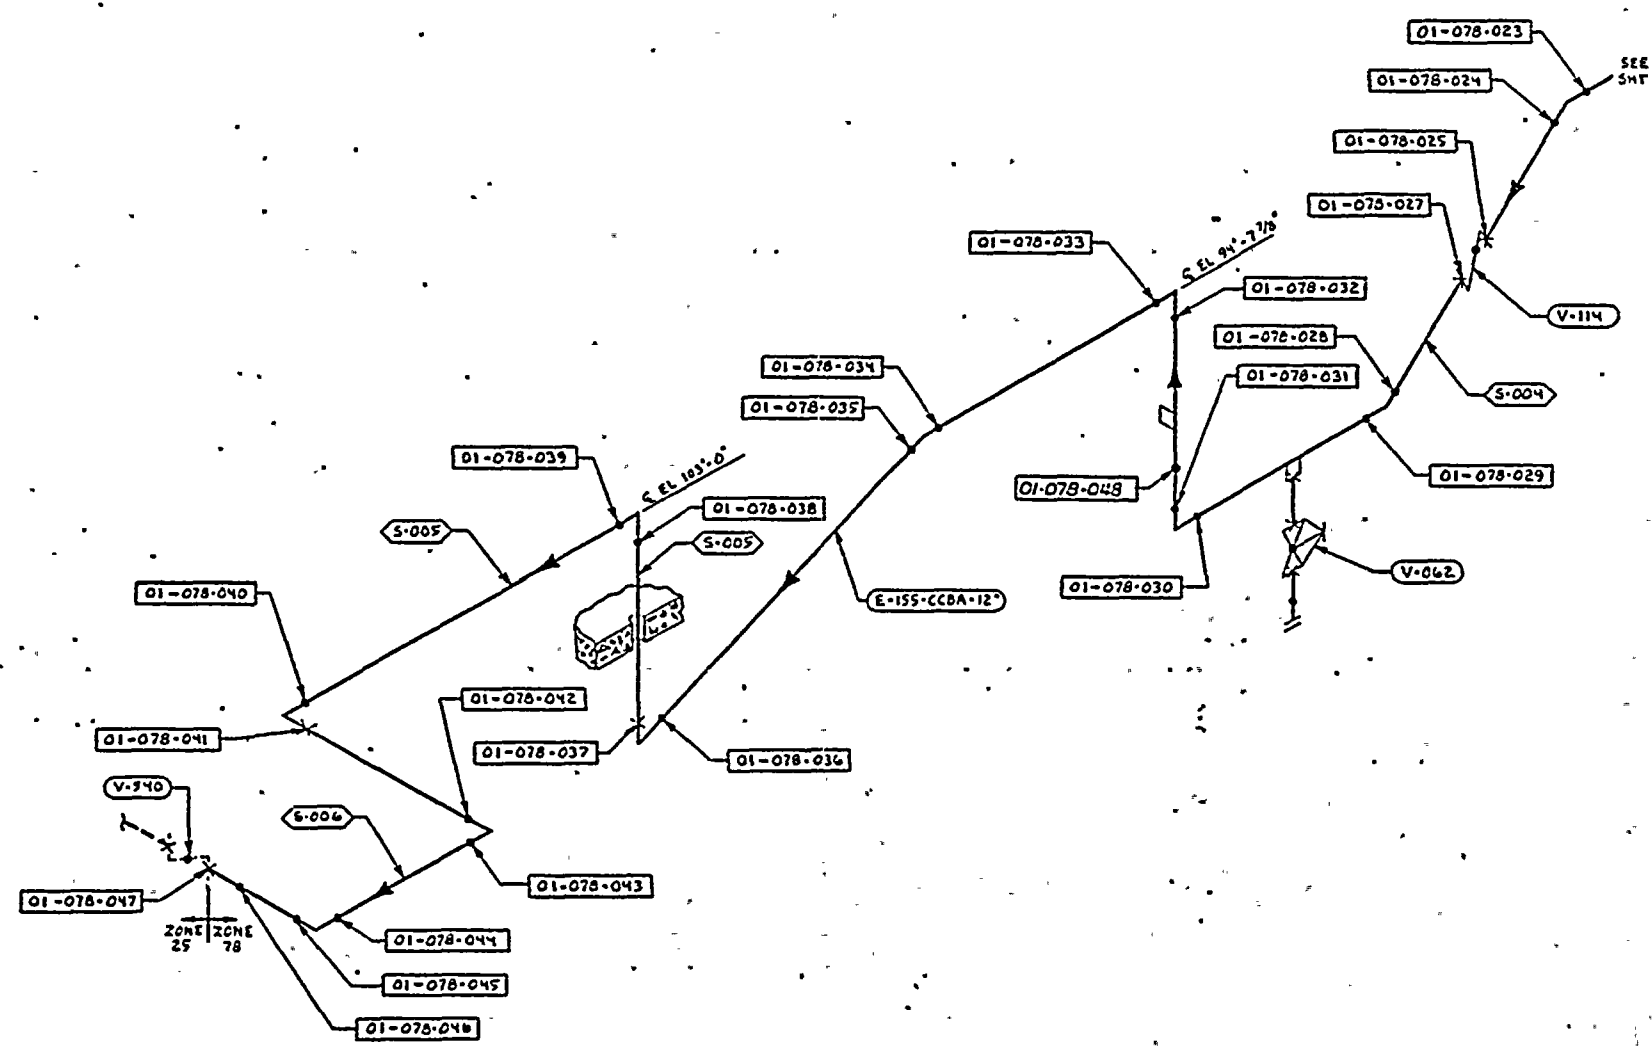 01-078-023
SEE
SHT
01-078-024
01-078-025
01-078-027
01-078-033
℄ EL 94'-7 7/8"
01-078-032
V-114
01-078-028
01-078-034
01-078-031
S-004
01-078-035
01-078-039
℄ EL 103'-0"
01-078-029
01-078-048
01-078-038
S-005
S-005
V-062
01-078-030
01-078-040
E-155-CCBA-12"
01-078-042
01-078-041
01-078-037
01-078-036
V-540
S-006
01-078-043
01-078-047
ZONE ZONE
25 78
01-078-044
01-078-045
01-078-046